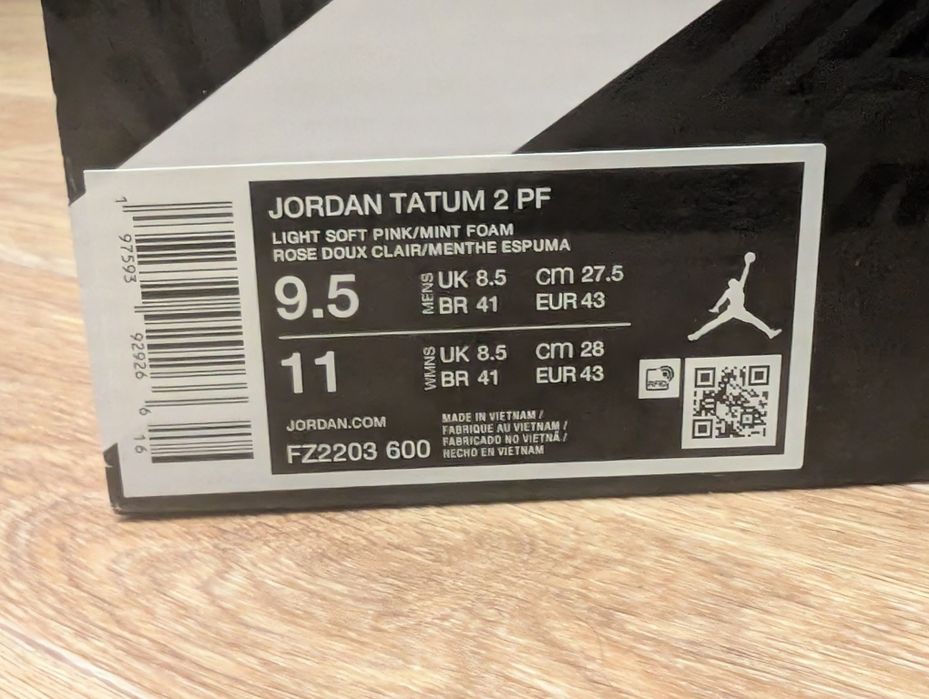 JORDAN TATUM 2 PF
LIGHT SOFT PINK/MINT FOAM
ROSE DOUX CLAIR/MENTHE ESPUMA
9.5 MENS UK 8.5 CM 27.5
BR 41 EUR 43
11 WMNS UK 8.5 CM 28
BR 41 EUR 43
JORDAN.COM
FZ2203 600
MADE IN VIETNAM /
FABRIQUE AU VIETNAM /
FABRICADO NO VIETNÃ /
HECHO EN VIETNAM
RFID
1 97593 92926 6 16